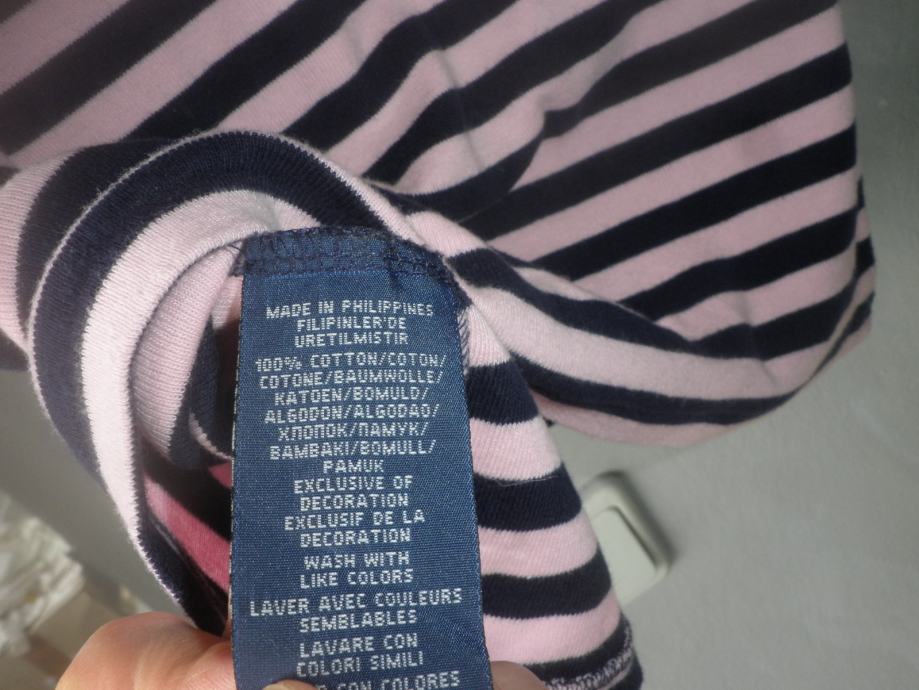 MADE IN PHILIPPINES
FILIPINLER'DE
URETILMISTIR
100% COTTON/COTON/
COTONE/BAUMWOLLE/
KATOEN/BOMULD/
ALGODON/ALGODAO/
ХЛОПОК/ПАМУК/
BAMBAKI/BOMULL/
PAMUK
EXCLUSIVE OF
DECORATION
EXCLUSIF DE LA
DECORATION
WASH WITH
LIKE COLORS
LAVER AVEC COULEURS
SEMBLABLES
LAVARE CON
COLORI SIMILI
CON COLORES